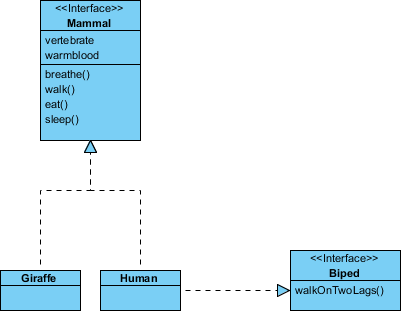 <<Interface>>
Mammal
vertebrate
warmblood
breathe()
walk()
eat()
sleep()
Giraffe
Human
<<Interface>>
Biped
walkOnTwoLags()